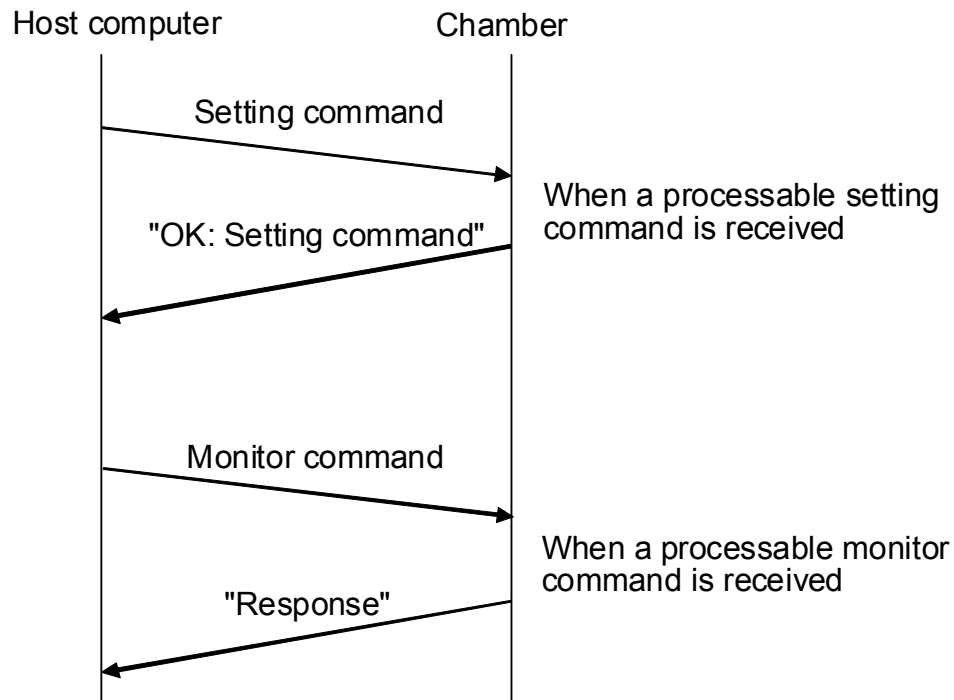 Host computer
Chamber
Setting command
When a processable setting
command is received
"OK: Setting command"
Monitor command
When a processable monitor
command is received
"Response"